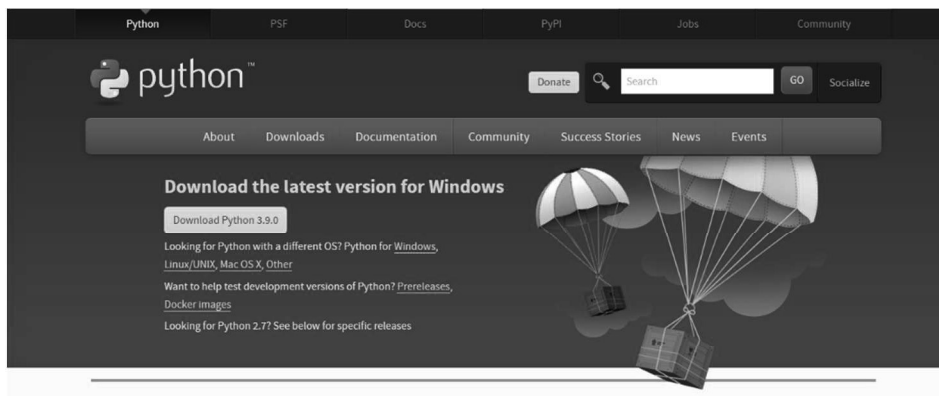 Python PSF Docs PyPI Jobs Community
python™
Donate Search GO Socialize
About Downloads Documentation Community Success Stories News Events
Download the latest version for Windows
Download Python 3.9.0
Looking for Python with a different OS? Python for Windows,
Linux/UNIX, Mac OS X, Other
Want to help test development versions of Python? Prereleases,
Docker images
Looking for Python 2.7? See below for specific releases